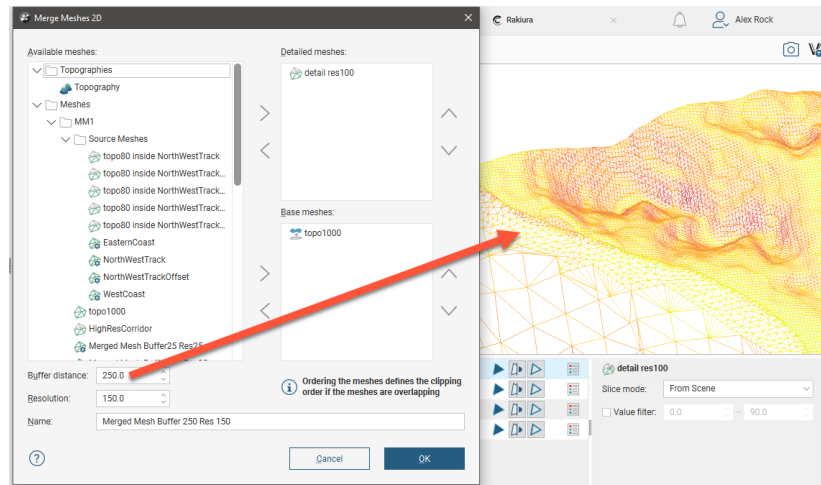 Merge Meshes 2D
Rakiura
Alex Rock
Available meshes:
Topographies
Topography
Meshes
MM1
Source Meshes
topo80 inside NorthWestTrack
topo80 inside NorthWestTrack...
topo80 inside NorthWestTrack...
topo80 inside NorthWestTrack...
topo80 inside NorthWestTrack...
EasternCoast
NorthWestTrack
NorthWestTrackOffset
WestCoast
topo1000
HighResCorridor
Merged Mesh Buffer25 Res25
Detailed meshes:
detail res100
Base meshes:
topo1000
Buffer distance: 250.0
Resolution: 150.0
Ordering the meshes defines the clipping
order if the meshes are overlapping
Name: Merged Mesh Buffer 250 Res 150
Cancel
OK
detail res100
Slice mode: From Scene
Value filter: 0.0 – 90.0